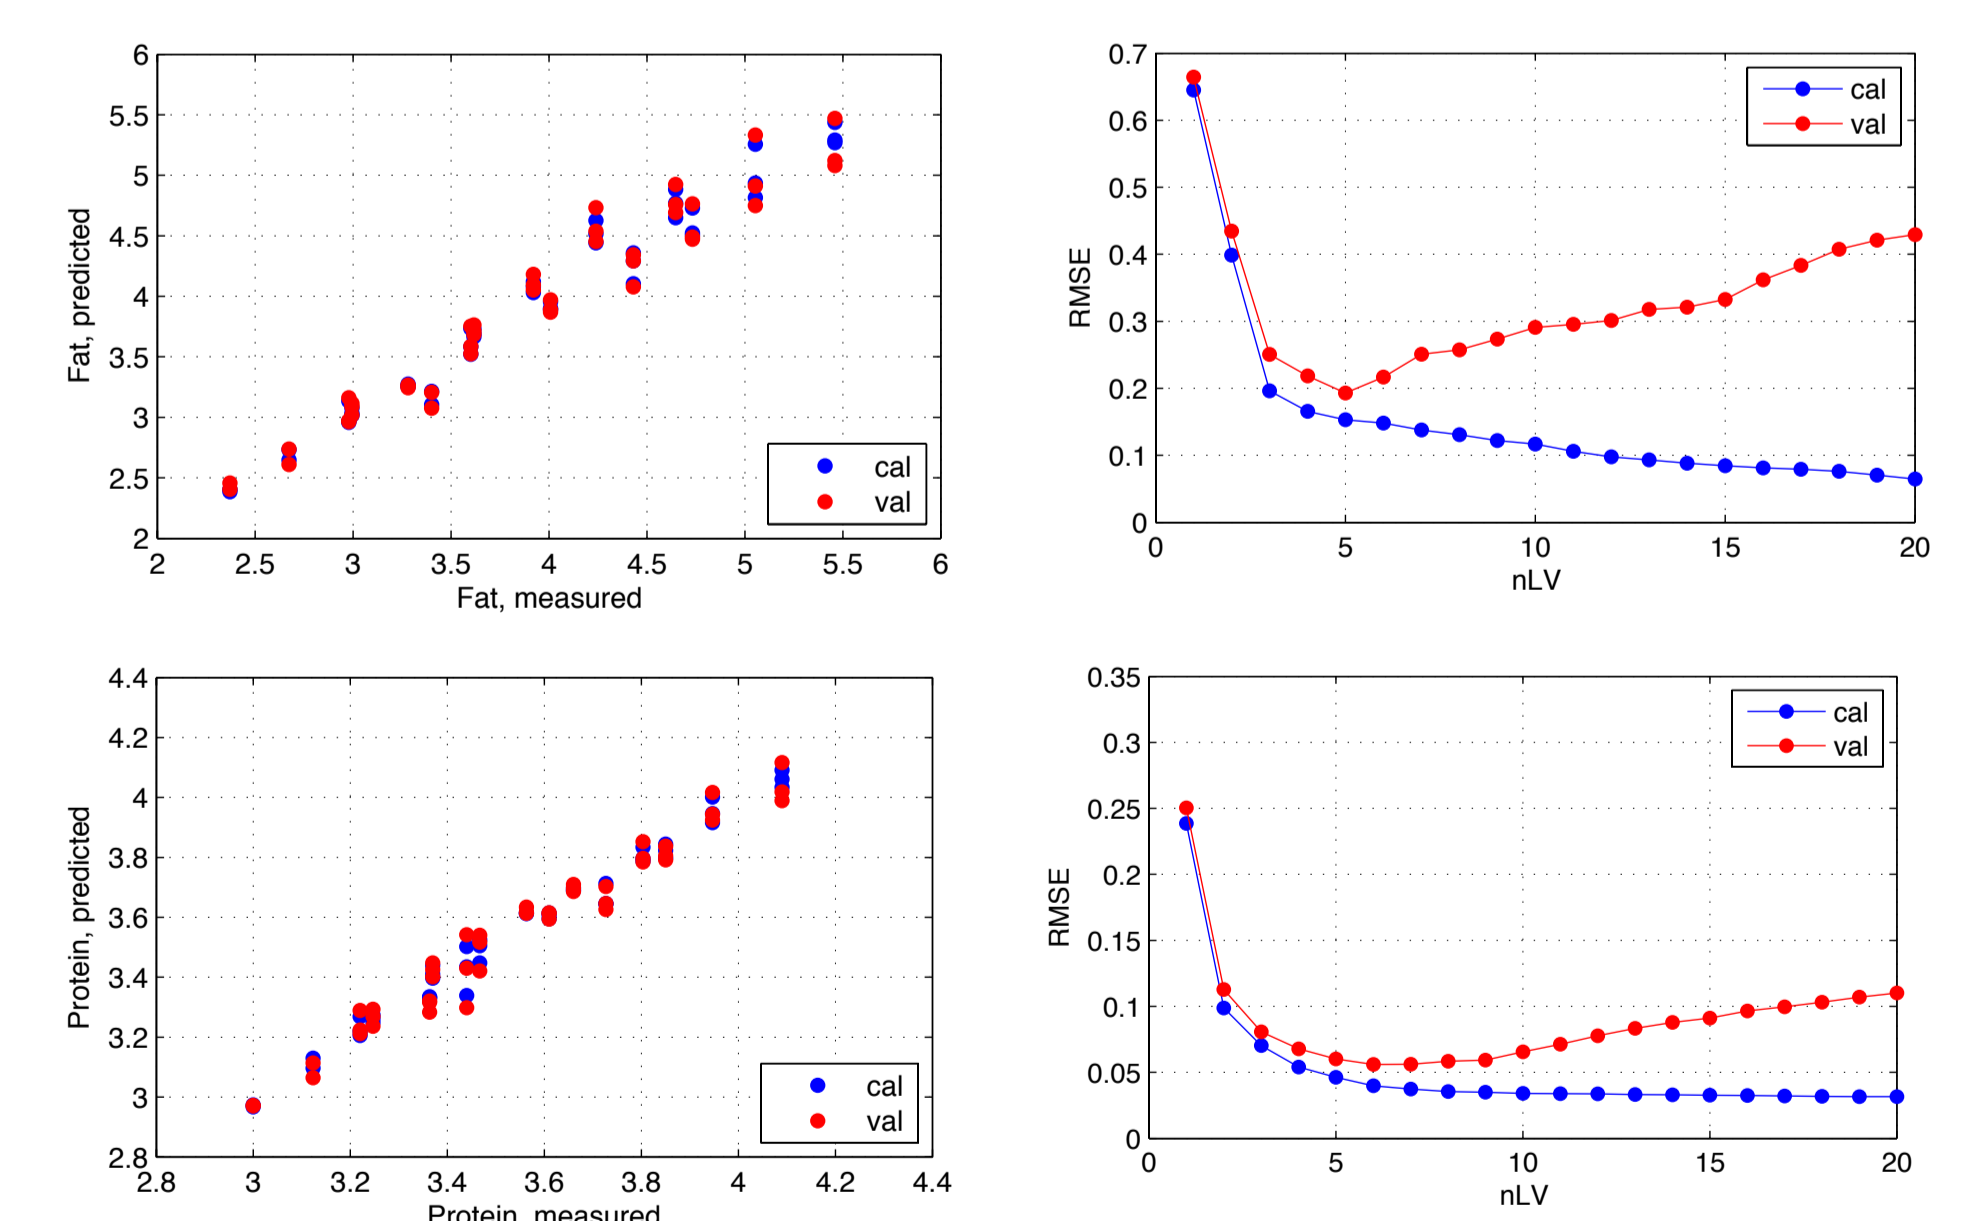 6
5.5
5
4.5
4
3.5
3
2.5
2
Fat, predicted
2 2.5 3 3.5 4 4.5 5 5.5 6
Fat, measured
cal
val
0.7
0.6
0.5
0.4
0.3
0.2
0.1
0
RMSE
0 5 10 15 20
nLV
cal
val
4.4
4.2
4
3.8
3.6
3.4
3.2
3
2.8
Protein, predicted
2.8 3 3.2 3.4 3.6 3.8 4 4.2 4.4
Protein, measured
cal
val
0.35
0.3
0.25
0.2
0.15
0.1
0.05
0
RMSE
0 5 10 15 20
nLV
cal
val